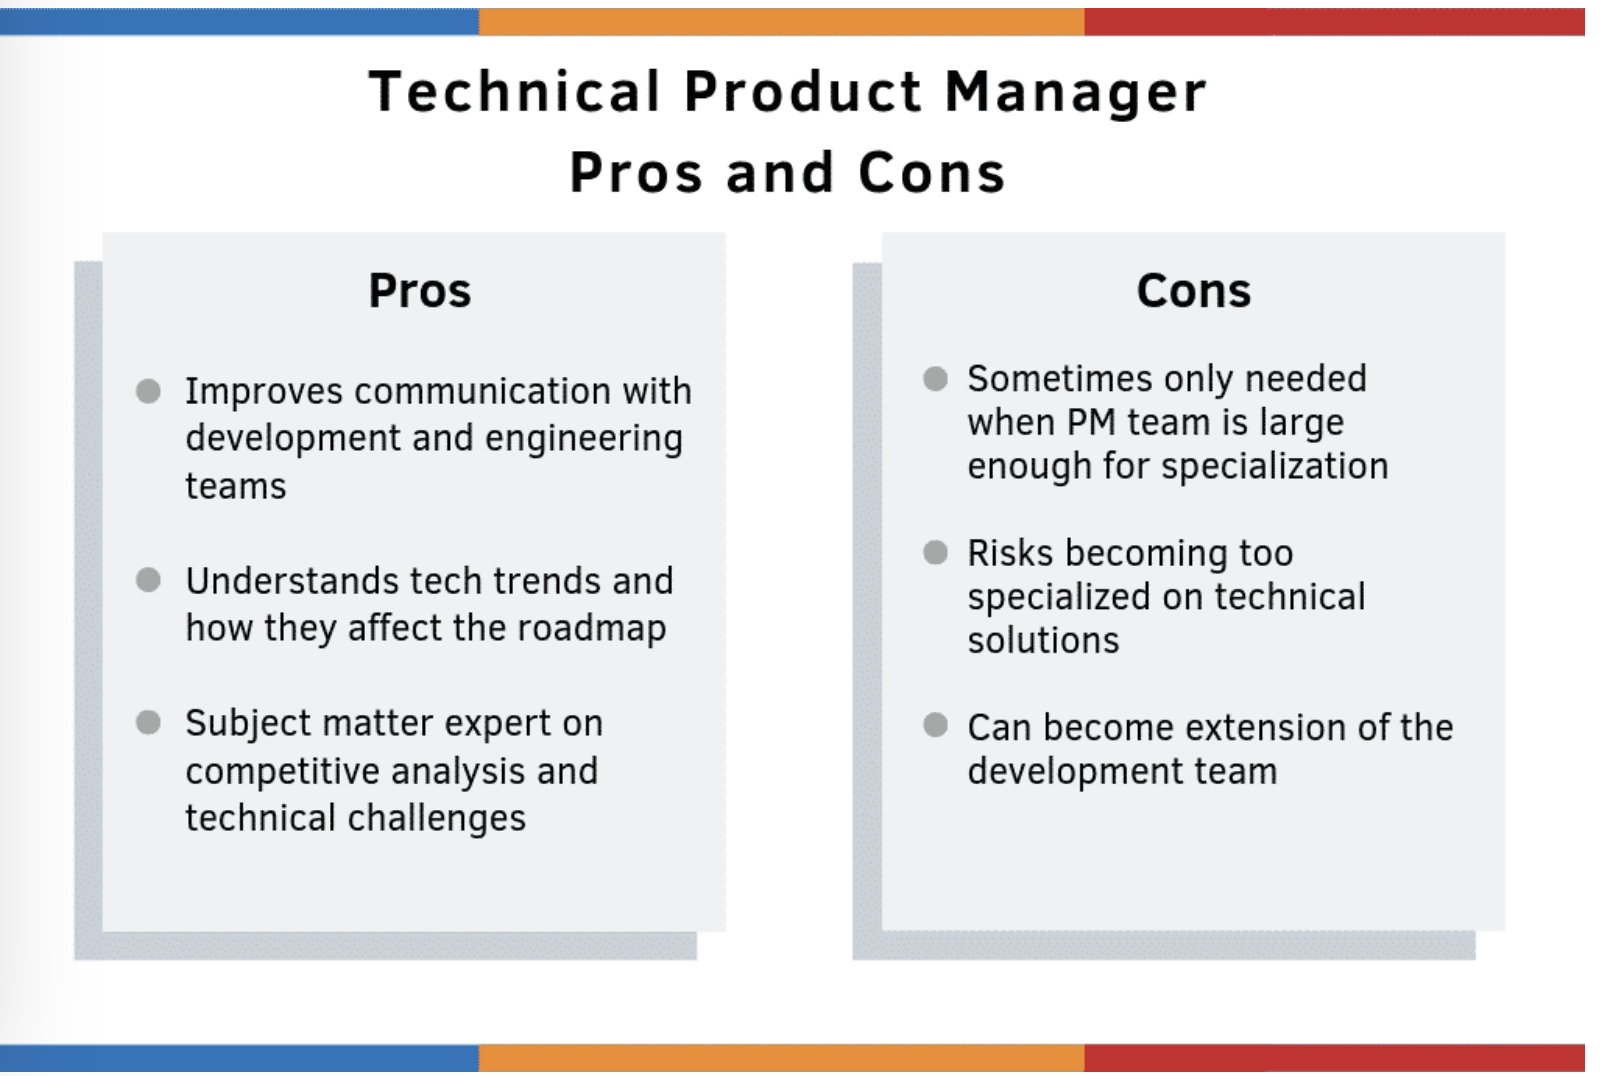 Technical Product Manager
Pros and Cons
Pros
Improves communication with
development and engineering
teams
Understands tech trends and
how they affect the roadmap
Subject matter expert on
competitive analysis and
technical challenges
Cons
Sometimes only needed
when PM team is large
enough for specialization
Risks becoming too
specialized on technical
solutions
Can become extension of the
development team